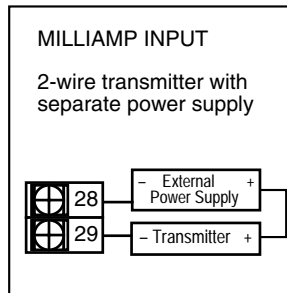 MILLIAMP INPUT
2-wire transmitter with
separate power supply
28
– External +
Power Supply
29
– Transmitter +